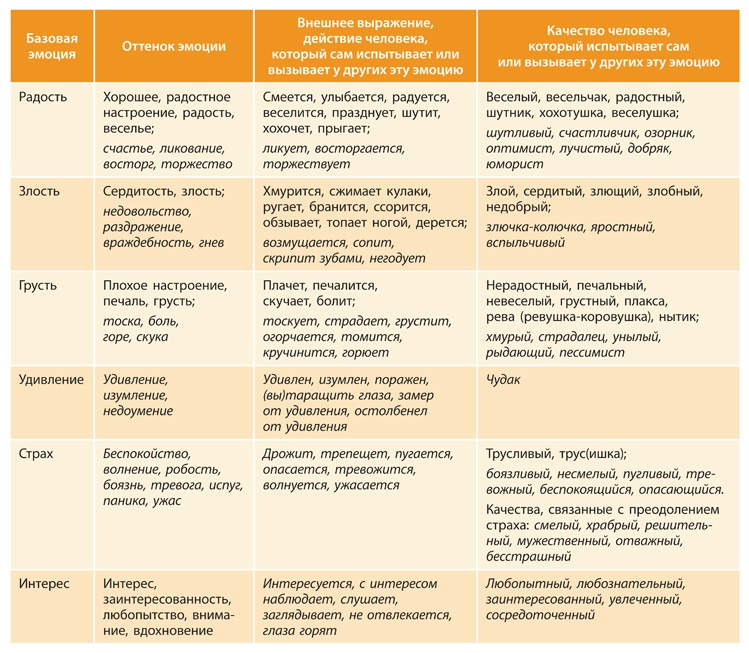 Базовая
эмоция
Оттенок эмоции
Внешнее выражение,
действие человека,
который сам испытывает или
вызывает у других эту эмоцию
Качество человека,
который испытывает сам
или вызывает у других эту эмоцию
Радость
Хорошее, радостное
настроение, радость,
веселье;
счастье, ликование,
восторг, торжество
Смеется, улыбается, радуется,
веселится, празднует, шутит,
хохочет, прыгает;
ликует, восторгается,
торжествует
Веселый, весельчак, радостный,
шутник, хохотушка, веселушка;
шутливый, счастливчик, озорник,
оптимист, лучистый, добряк,
юморист
Злость
Сердитость, злость;
недовольство,
раздражение,
враждебность, гнев
Хмурится, сжимает кулаки,
ругает, бранится, ссорится,
обзывает, топает ногой, дерется;
возмущается, сопит,
скрипит зубами, негодует
Злой, сердитый, злющий, злобный,
недобрый;
злючка-колючка, яростный,
вспыльчивый
Грусть
Плохое настроение,
печаль, грусть;
тоска, боль,
горе, скука
Плачет, печалится,
скучает, болит;
тоскует, страдает, грустит,
огорчается, томится,
кручинится, горюет
Нерадостный, печальный,
невеселый, грустный, плакса,
рева (ревушка-коровушка), нытик;
хмурый, страдалец, унылый,
рыдающий, пессимист
Удивление
Удивление,
изумление,
недоумение
Удивлен, изумлен, поражен,
(вы)таращить глаза, замер
от удивления, остолбенел
от удивления
Чудак
Страх
Беспокойство,
волнение, робость,
боязнь, тревога, испуг,
паника, ужас
Дрожит, трепещет, пугается,
опасается, тревожится,
волнуется, ужасается
Трусливый, трус(ишка);
боязливый, несмелый, пугливый, тре-
вожный, беспокоящийся, опасающийся.
Качества, связанные с преодолением
страха: смелый, храбрый, решитель-
ный, мужественный, отважный,
бесстрашный
Интерес
Интерес,
заинтересованность,
любопытство, внима-
ние, вдохновение
Интересуется, с интересом
наблюдает, слушает,
заглядывает, не отвлекается,
глаза горят
Любопытный, любознательный,
заинтересованный, увлеченный,
сосредоточенный